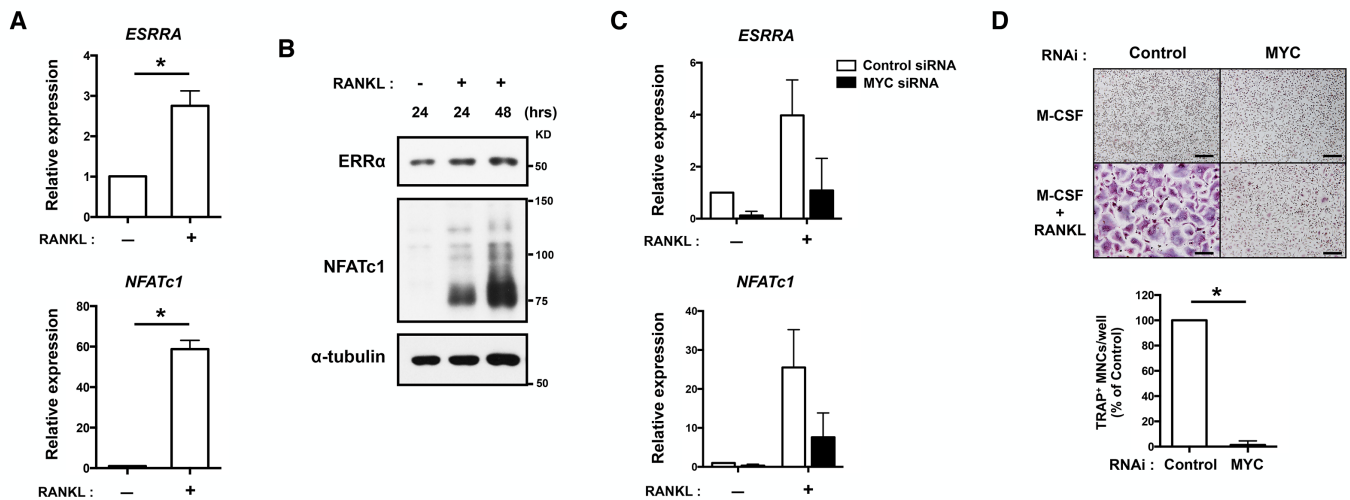 A
ESRRA
4
3
2
1
0
Relative expression
*
RANKL : — +
NFATc1
80
60
40
20
0
Relative expression
*
RANKL : — +
B
RANKL : - + +
24 24 48 (hrs)
KD
ERRα
50
150
NFATc1
100
75
α-tubulin
50
C
ESRRA
6
4
2
0
Relative expression
Control siRNA
MYC siRNA
RANKL : — +
NFATc1
40
30
20
10
0
Relative expression
RANKL : — +
D
RNAi : Control MYC
M-CSF
M-CSF
+
RANKL
120
100
80
60
40
20
0
TRAP⁺ MNCs/well
(% of Control)
*
RNAi : Control MYC